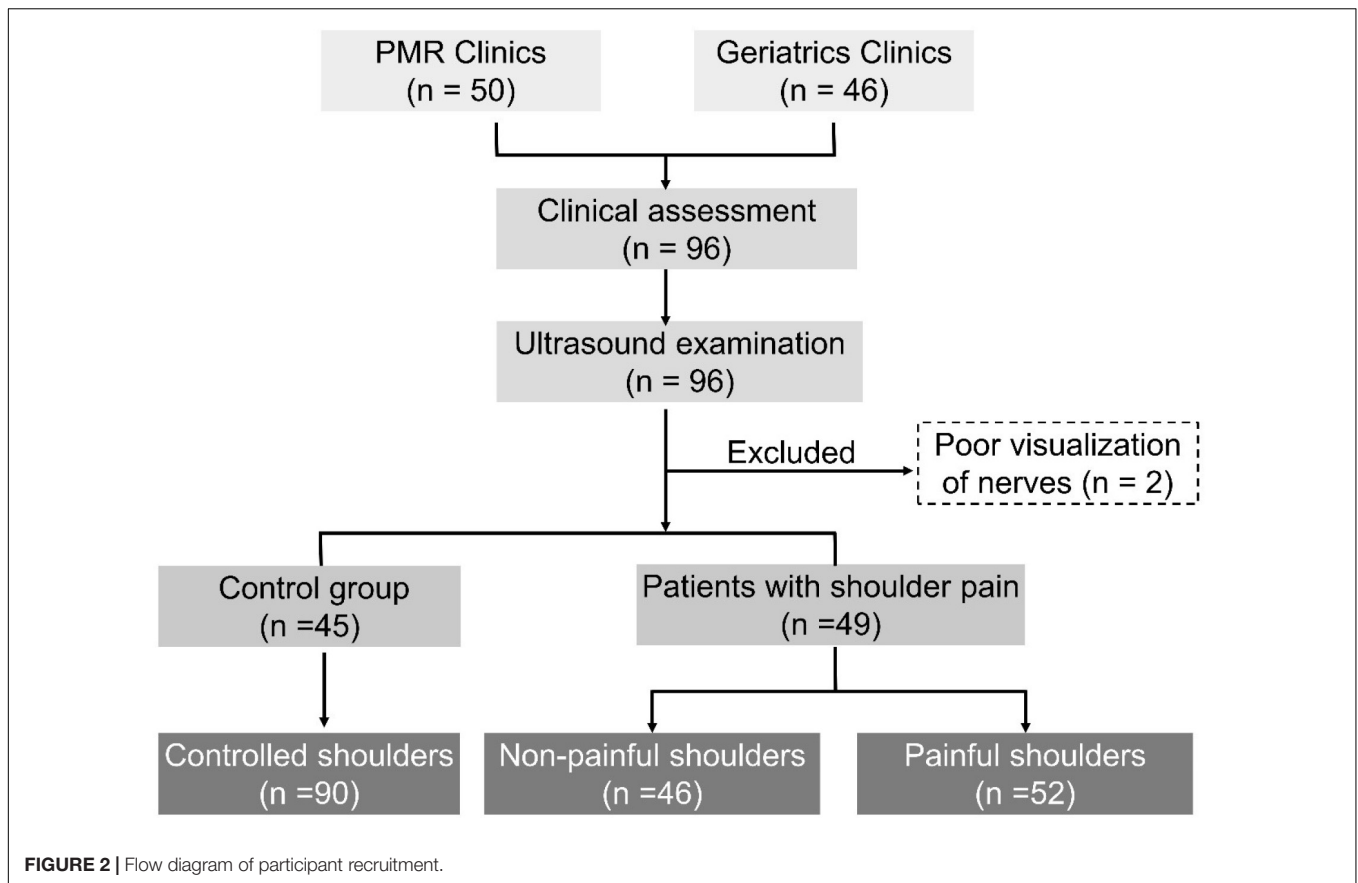 PMR Clinics
(n = 50)
Geriatrics Clinics
(n = 46)
Clinical assessment
(n = 96)
Ultrasound examination
(n = 96)
Excluded
Poor visualization
of nerves (n = 2)
Control group
(n =45)
Patients with shoulder pain
(n =49)
Controlled shoulders
(n =90)
Non-painful shoulders
(n =46)
Painful shoulders
(n =52)
FIGURE 2 | Flow diagram of participant recruitment.